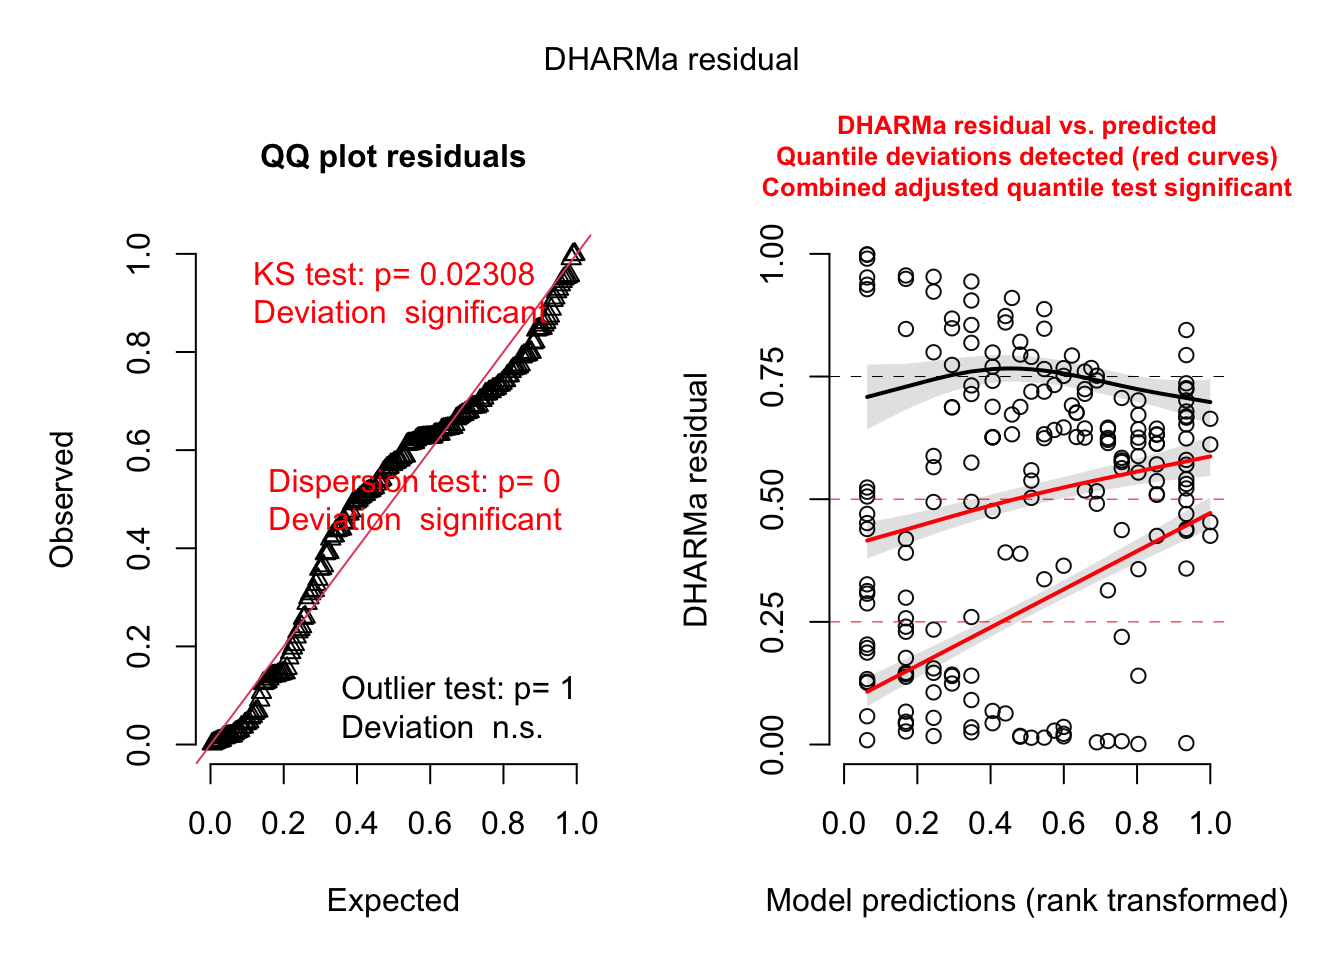 DHARMa residual
QQ plot residuals
KS test: p= 0.02308
Deviation  significant
Dispersion test: p= 0
Deviation  significant
Outlier test: p= 1
Deviation  n.s.
Observed
0.0 0.2 0.4 0.6 0.8 1.0
0.0 0.2 0.4 0.6 0.8 1.0
Expected
DHARMa residual vs. predicted
Quantile deviations detected (red curves)
Combined adjusted quantile test significant
DHARMa residual
0.00 0.25 0.50 0.75 1.00
0.0 0.2 0.4 0.6 0.8 1.0
Model predictions (rank transformed)